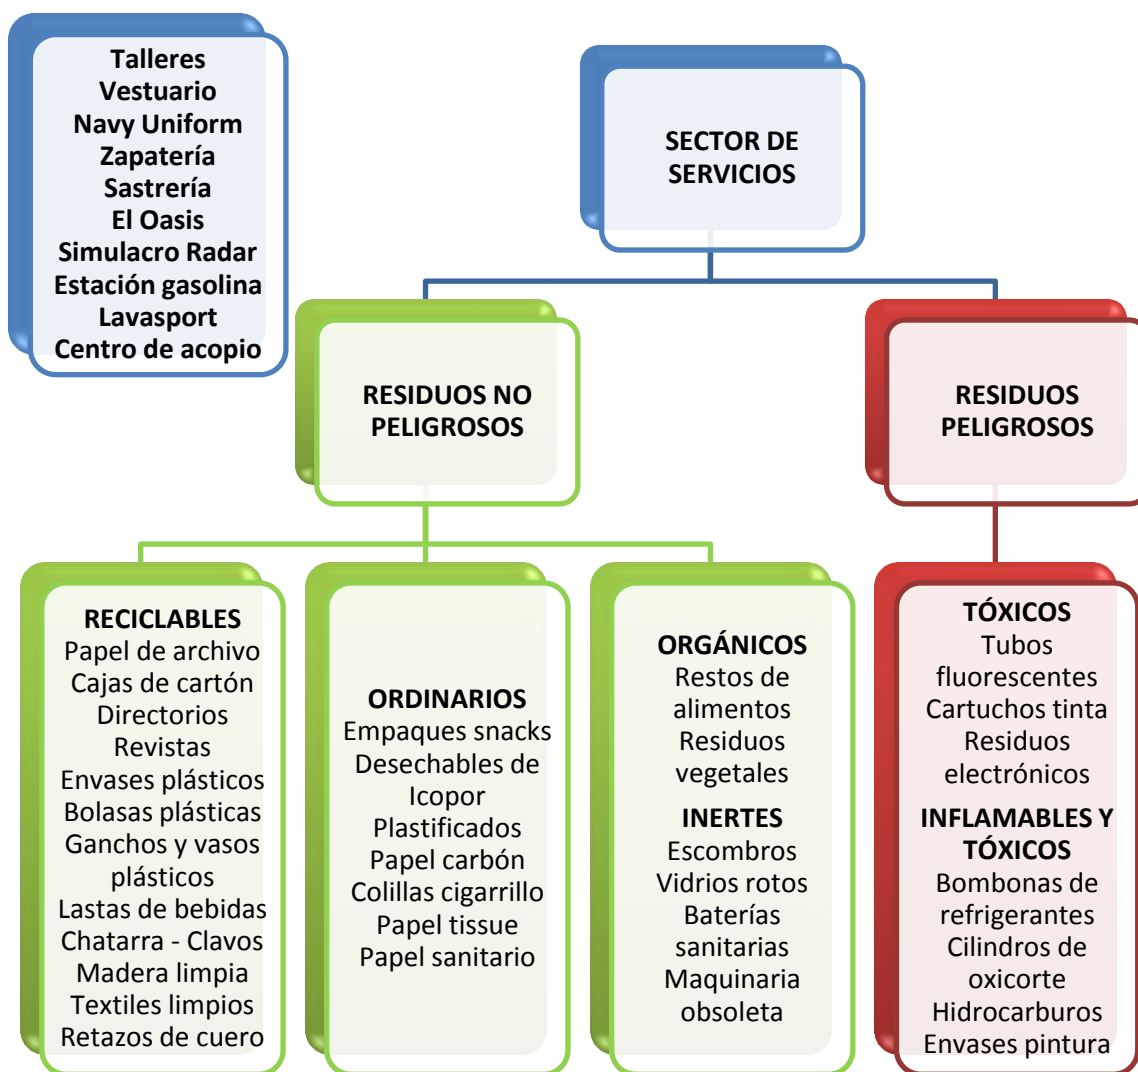 Talleres
Vestuario
Navy Uniform
Zapatería
Sastrería
El Oasis
Simulacro Radar
Estación gasolina
Lavasport
Centro de acopio
SECTOR DE
SERVICIOS
RESIDUOS NO
PELIGROSOS
RESIDUOS
PELIGROSOS
RECICLABLES
Papel de archivo
Cajas de cartón
Directorios
Revistas
Envases plásticos
Bolasas plásticas
Ganchos y vasos
plásticos
Lastas de bebidas
Chatarra - Clavos
Madera limpia
Textiles limpios
Retazos de cuero
ORDINARIOS
Empaques snacks
Desechables de
Icopor
Plastificados
Papel carbón
Colillas cigarrillo
Papel tissue
Papel sanitario
ORGÁNICOS
Restos de
alimentos
Residuos
vegetales
INERTES
Escombros
Vidrios rotos
Baterías
sanitarias
Maquinaria
obsoleta
TÓXICOS
Tubos
fluorescentes
Cartuchos tinta
Residuos
electrónicos
INFLAMABLES Y
TÓXICOS
Bombonas de
refrigerantes
Cilindros de
oxicorte
Hidrocarburos
Envases pintura